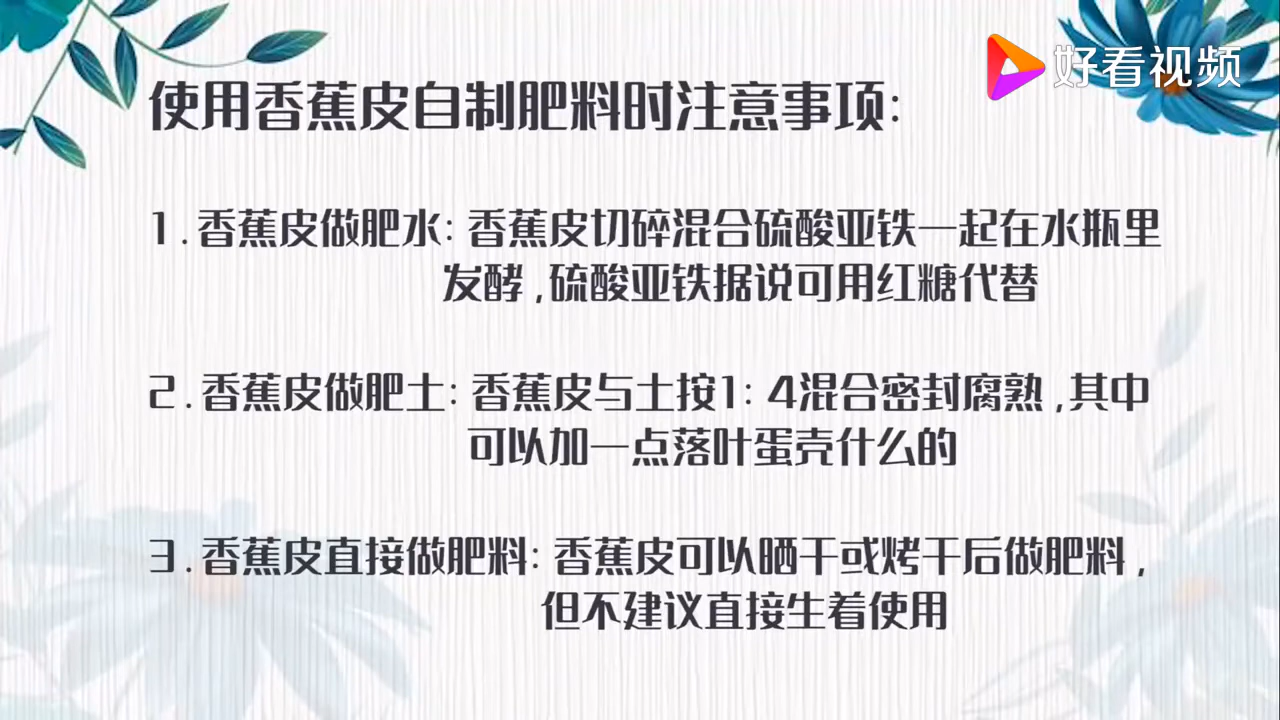 好看视频
使用香蕉皮自制肥料时注意事项:
1.香蕉皮做肥水:香蕉皮切碎混合硫酸亚铁一起在水瓶里
发酵,硫酸亚铁据说可用红糖代替
2.香蕉皮做肥土:香蕉皮与土按1:4混合密封腐熟,其中
可以加一点落叶蛋壳什么的
3.香蕉皮直接做肥料:香蕉皮可以晒干或烤干后做肥料,
但不建议直接生着使用